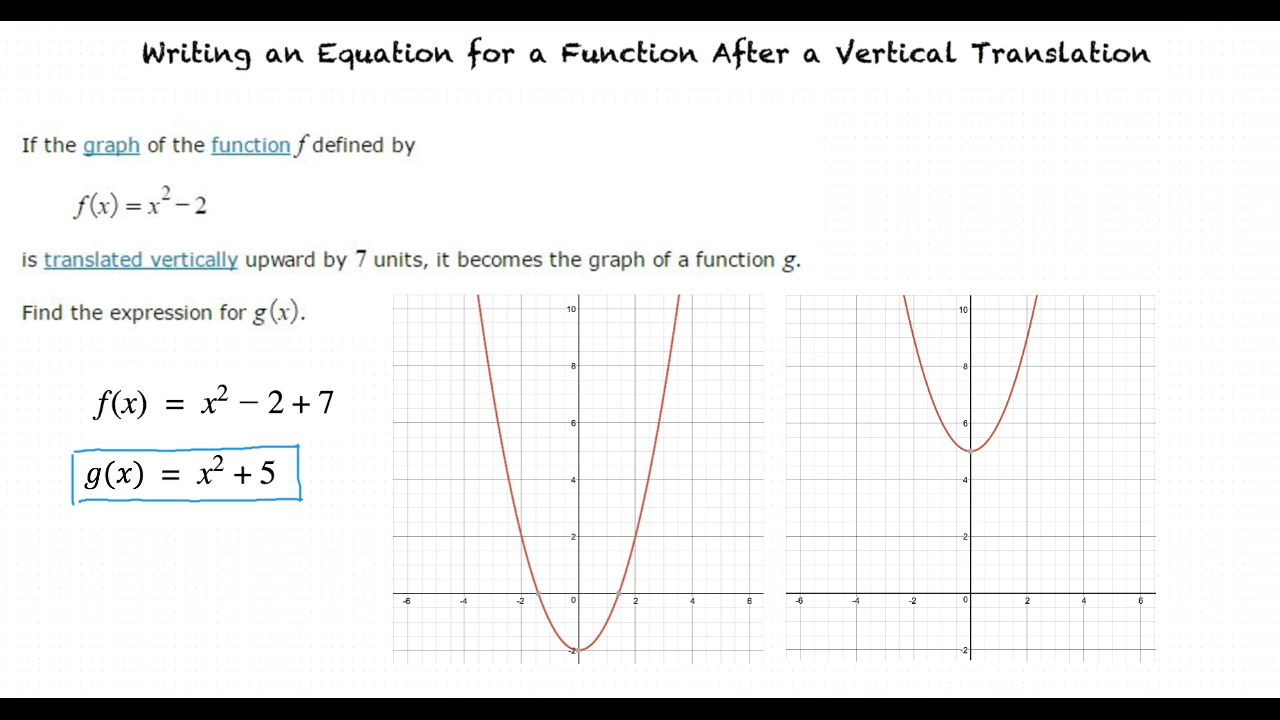 Writing an Equation for a Function After a Vertical Translation
If the graph of the function f defined by
f(x) = x² − 2
is translated vertically upward by 7 units, it becomes the graph of a function g.
Find the expression for g(x).
f(x) = x² − 2 + 7
g(x) = x² + 5
10
8
6
4
2
-6 -4 -2 0 2 4 6
-2
10
8
6
4
2
-6 -4 -2 0 2 4 6
-2